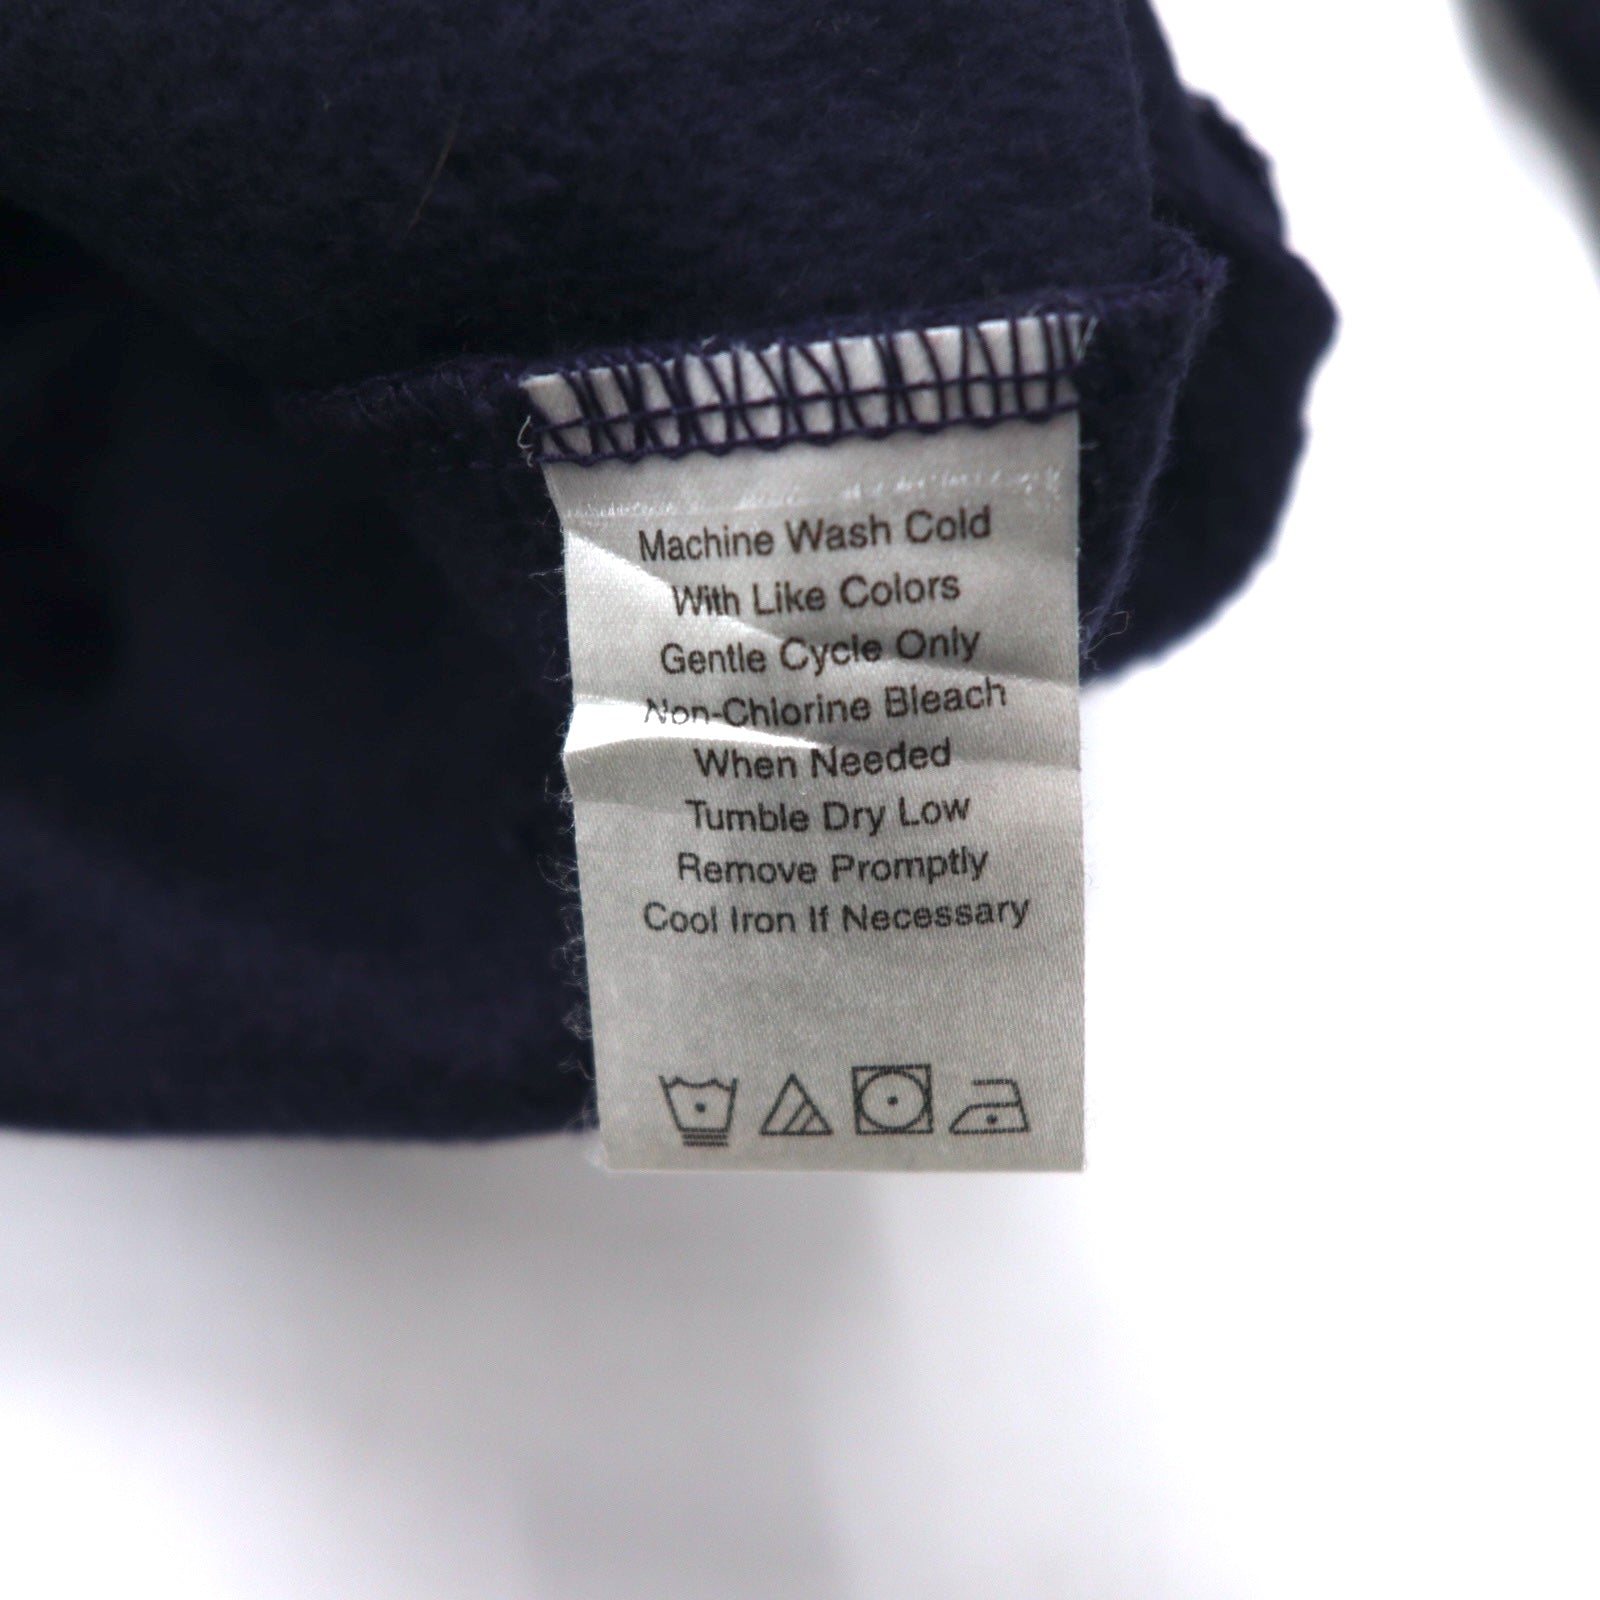 Machine Wash Cold
With Like Colors
Gentle Cycle Only
Non-Chlorine Bleach
When Needed
Tumble Dry Low
Remove Promptly
Cool Iron If Necessary